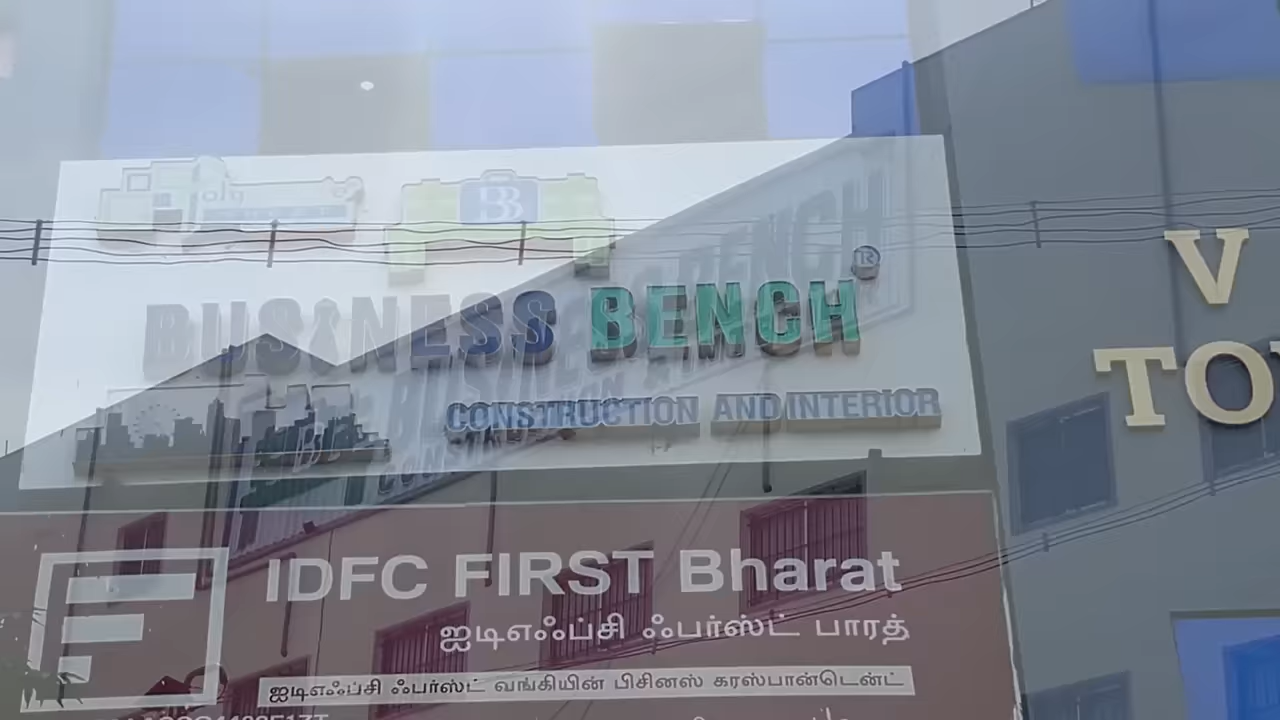 BB
BUSINESS BENCH ®
CONSTRUCTION AND INTERIOR
V
TO
IDFC FIRST Bharat
ஐடிஎஃப்சி ஃபர்ஸ்ட் பாரத்
ஐடிஎஃப்சி ஃபர்ஸ்ட் வங்கியின் பிசினஸ் கரஸ்பான்டென்ட்